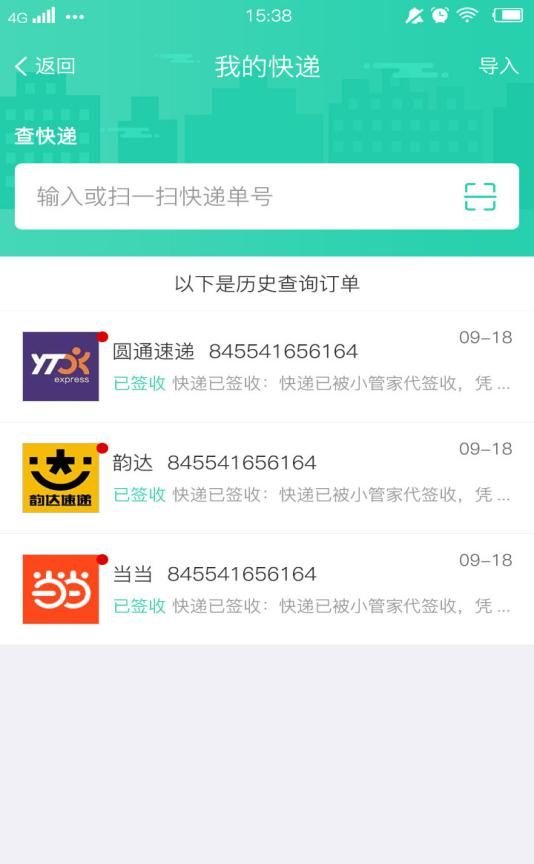 4G 15:38
返回 我的快递 导入
查快递
输入或扫一扫快递单号
以下是历史查询订单
YTO express 圆通速递 845541656164 09-18
已签收 快递已签收：快递已被小管家代签收，凭 ...
韵达速递 韵达 845541656164 09-18
已签收 快递已签收：快递已被小管家代签收，凭 ...
当当 当当 845541656164 09-18
已签收 快递已签收：快递已被小管家代签收，凭 ...